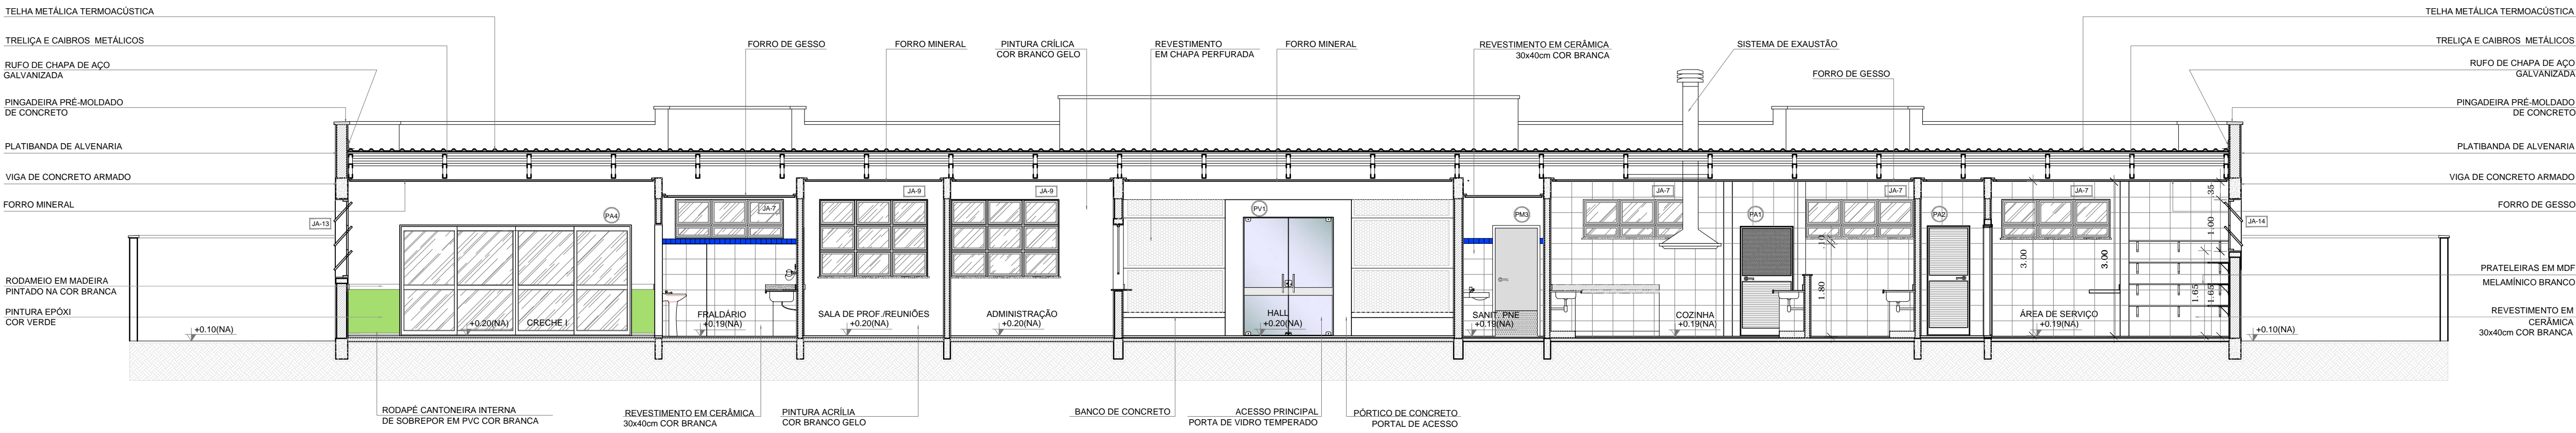 TELHA METÁLICA TERMOACÚSTICA
TRELIÇA E CAIBROS  METÁLICOS
RUFO DE CHAPA DE AÇO
GALVANIZADA
PINGADEIRA PRÉ-MOLDADO
DE CONCRETO
PLATIBANDA DE ALVENARIA
VIGA DE CONCRETO ARMADO
FORRO MINERAL
RODAMEIO EM MADEIRA
PINTADO NA COR BRANCA
PINTURA EPÓXI
COR VERDE
FORRO DE GESSO
FORRO MINERAL
PINTURA CRÍLICA
COR BRANCO GELO
REVESTIMENTO
EM CHAPA PERFURADA
FORRO MINERAL
REVESTIMENTO EM CERÂMICA
30x40cm COR BRANCA
SISTEMA DE EXAUSTÃO
FORRO DE GESSO
TELHA METÁLICA TERMOACÚSTICA
TRELIÇA E CAIBROS  METÁLICOS
RUFO DE CHAPA DE AÇO
GALVANIZADA
PINGADEIRA PRÉ-MOLDADO
DE CONCRETO
PLATIBANDA DE ALVENARIA
VIGA DE CONCRETO ARMADO
FORRO DE GESSO
PRATELEIRAS EM MDF
MELAMÍNICO BRANCO
REVESTIMENTO EM
CERÂMICA
30x40cm COR BRANCA
JA-13
PA4
JA-7
JA-9
JA-9
PV1
PM3
JA-7
PA1
JA-7
PA2
JA-7
JA-14
+0.10(NA)
+0.20(NA)
CRECHE I
FRALDÁRIO
+0.19(NA)
SALA DE PROF./REUNIÕES
+0.20(NA)
ADMINISTRAÇÃO
+0.20(NA)
HALL
+0.20(NA)
SANIT. PNE
+0.19(NA)
COZINHA
+0.19(NA)
.10
1.80
ÁREA DE SERVIÇO
+0.19(NA)
3.00
3.00
.35
1.00
1.65
1.65
+0.10(NA)
RODAPÉ CANTONEIRA INTERNA
DE SOBREPOR EM PVC COR BRANCA
REVESTIMENTO EM CERÂMICA
30x40cm COR BRANCA
PINTURA ACRÍLIA
COR BRANCO GELO
BANCO DE CONCRETO
ACESSO PRINCIPAL
PORTA DE VIDRO TEMPERADO
PÓRTICO DE CONCRETO
PORTAL DE ACESSO